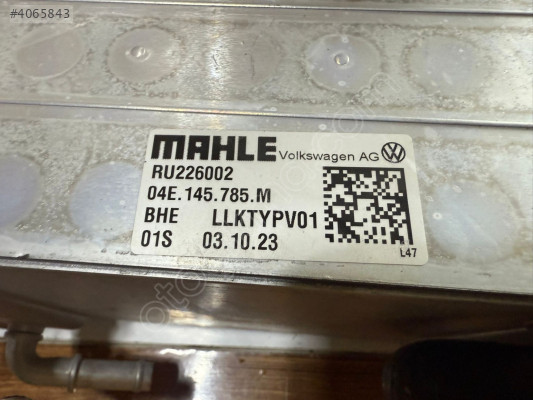 #4065843
MAHLE Volkswagen AG
RU226002
04E.145.785.M
BHE LLKTYPV01
01S 03.10.23
L47